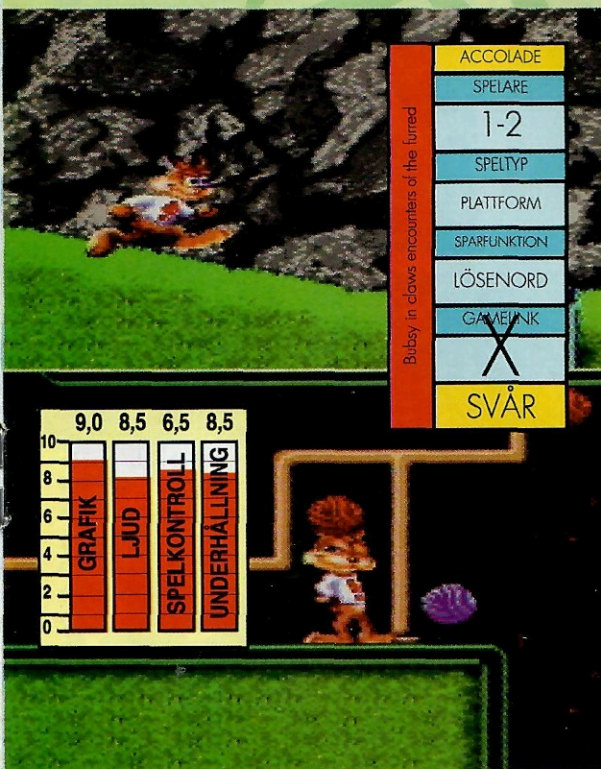 Bubsy in claws encounters of the furred
ACCOLADE
SPELARE
1-2
SPELTYP
PLATTFORM
SPARFUNKTION
LÖSENORD
GAMELINK
X
SVÅR
9,0 8,5 6,5 8,5
10
8
6
4
2
0
GRAFIK
LJUD
SPELKONTROLL
UNDERHÅLLNING